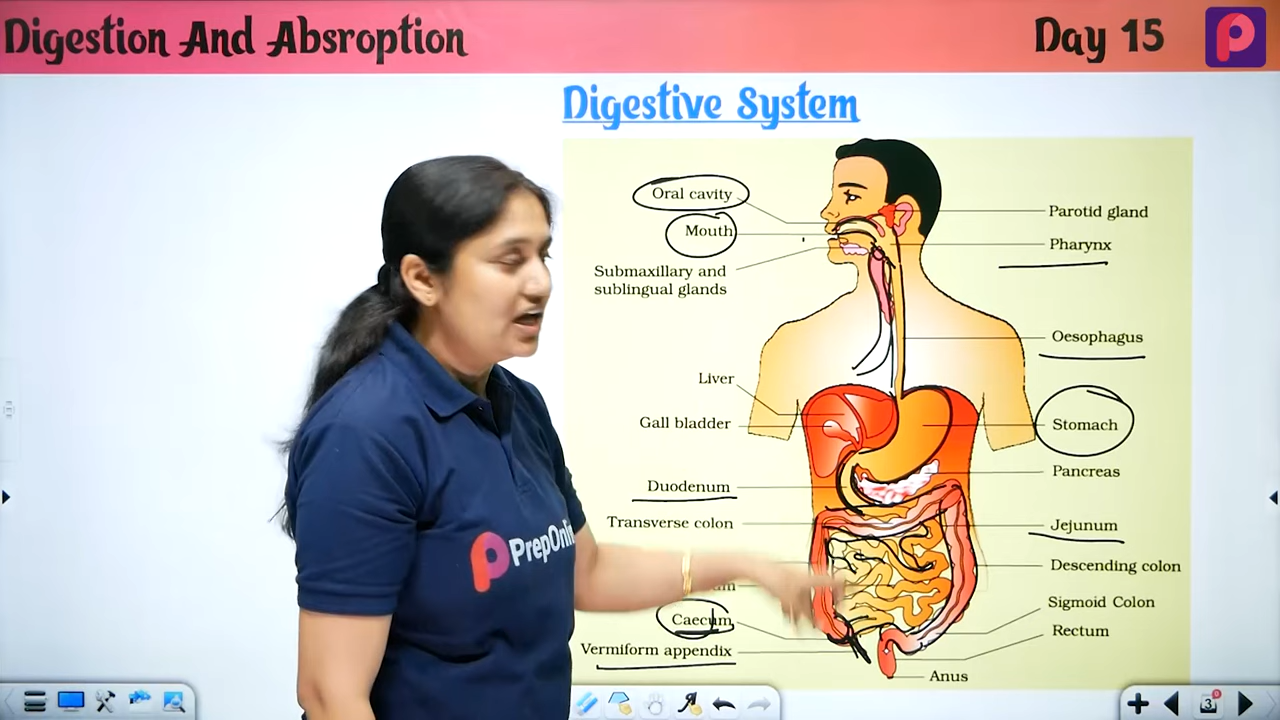 Digestion And Absroption
Day 15
Digestive System
Oral cavity
Mouth
Submaxillary and
sublingual glands
Liver
Gall bladder
Duodenum
Transverse colon
Caecum
Vermiform appendix
Parotid gland
Pharynx
Oesophagus
Stomach
Pancreas
Jejunum
Descending colon
Sigmoid Colon
Rectum
Anus
3